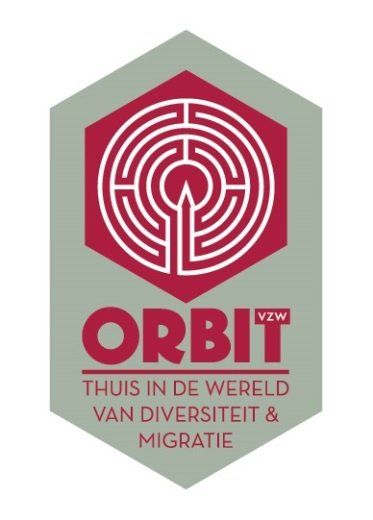 ORBIT VZW
THUIS IN DE WERELD
VAN DIVERSITEIT &
MIGRATIE